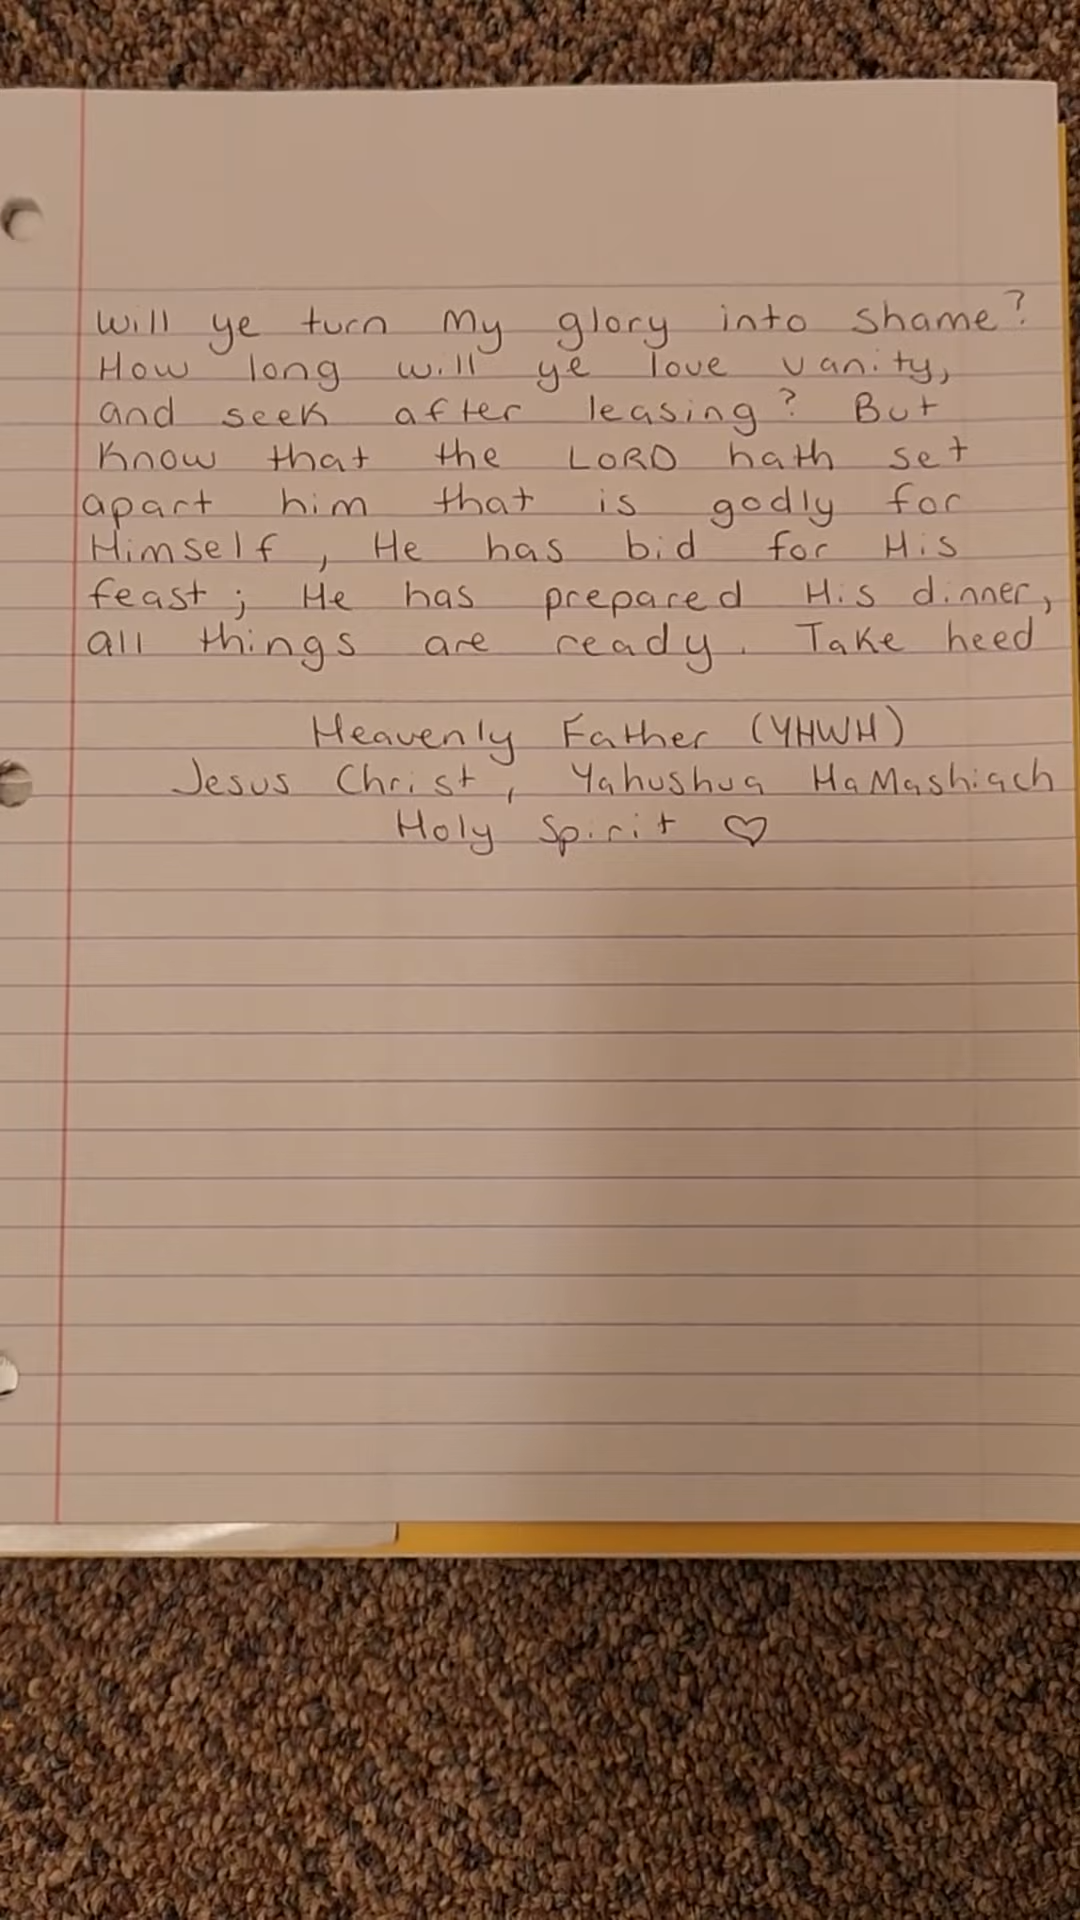 Will ye turn My glory into shame?
How long will ye love vanity,
and seek after leasing? But
know that the LORD hath set
apart him that is godly for
Himself, He has bid for His
feast; He has prepared His dinner,
all things are ready. Take heed
Heavenly Father (YHWH)
Jesus Christ, Yahushua HaMashiach
Holy Spirit ♡